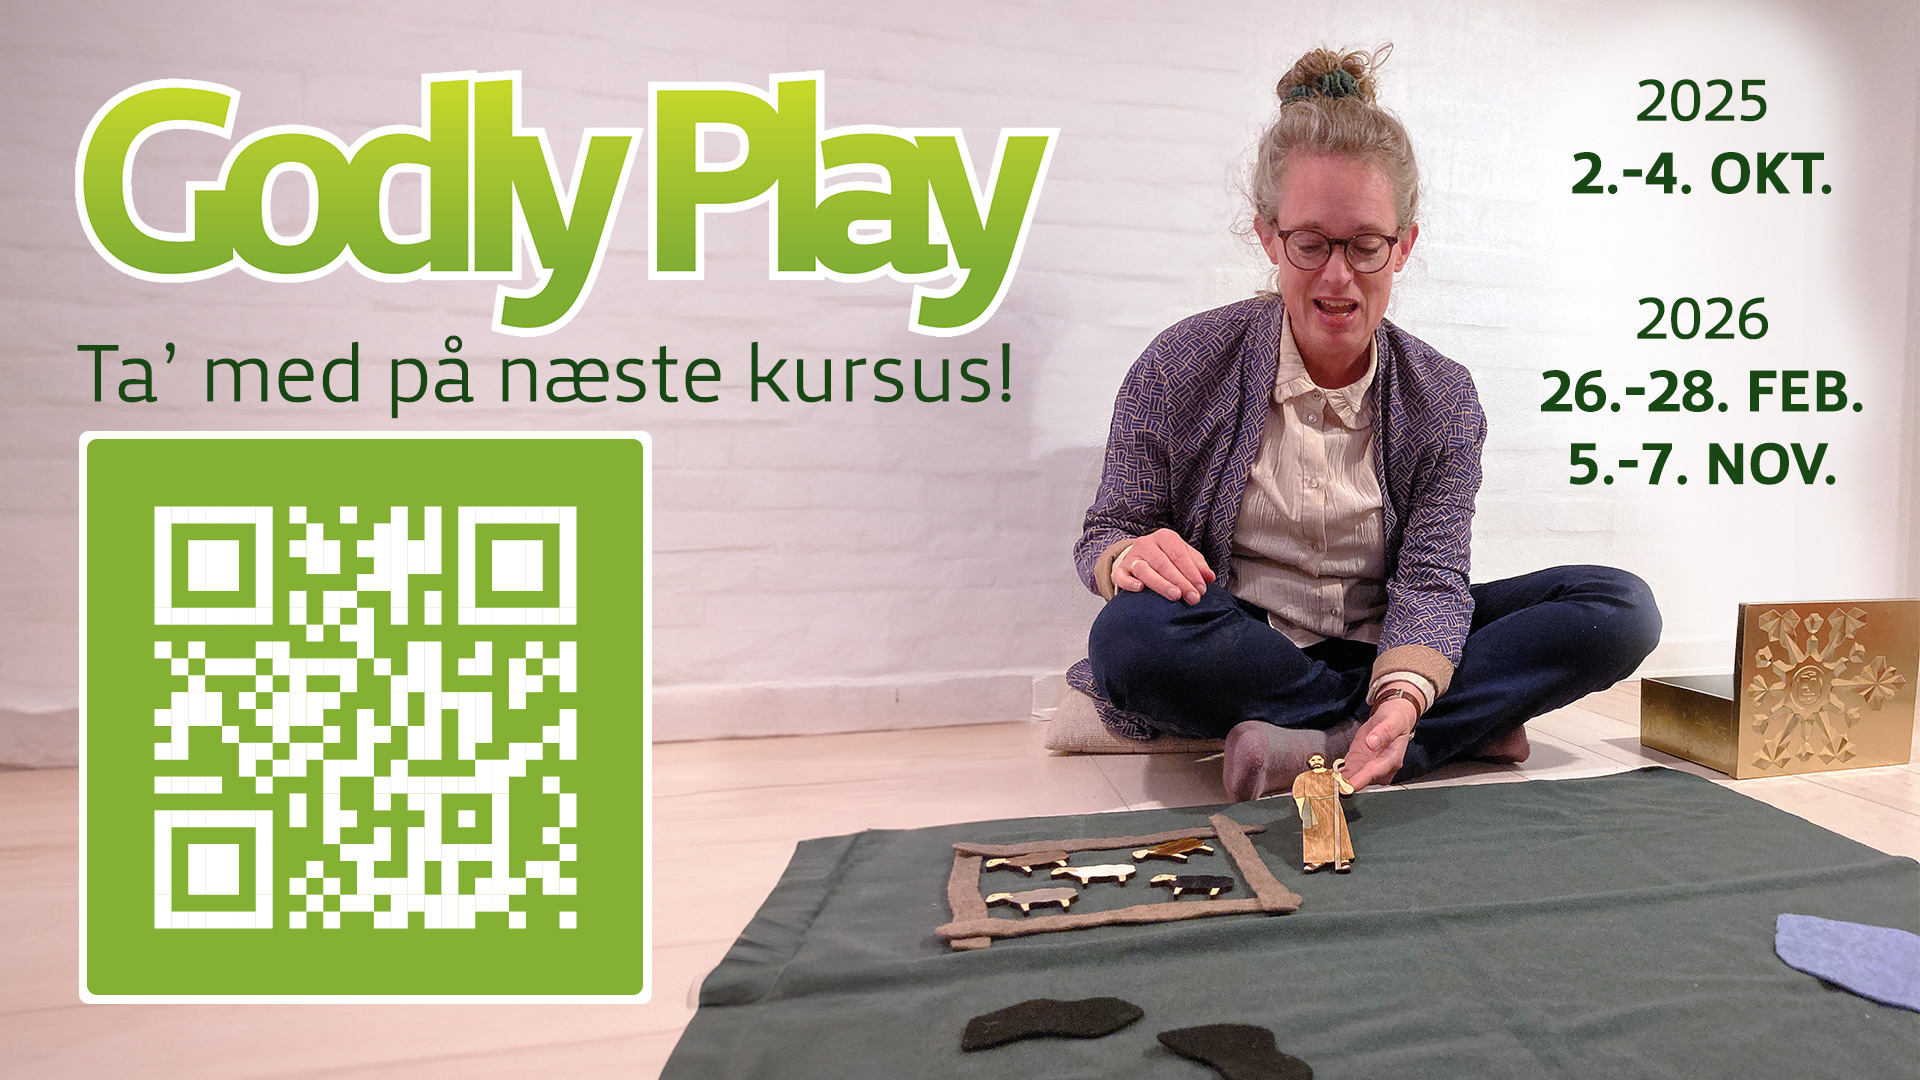 Godly Play
Ta’ med på næste kursus!
2025
2.-4. OKT.
2026
26.-28. FEB.
5.-7. NOV.